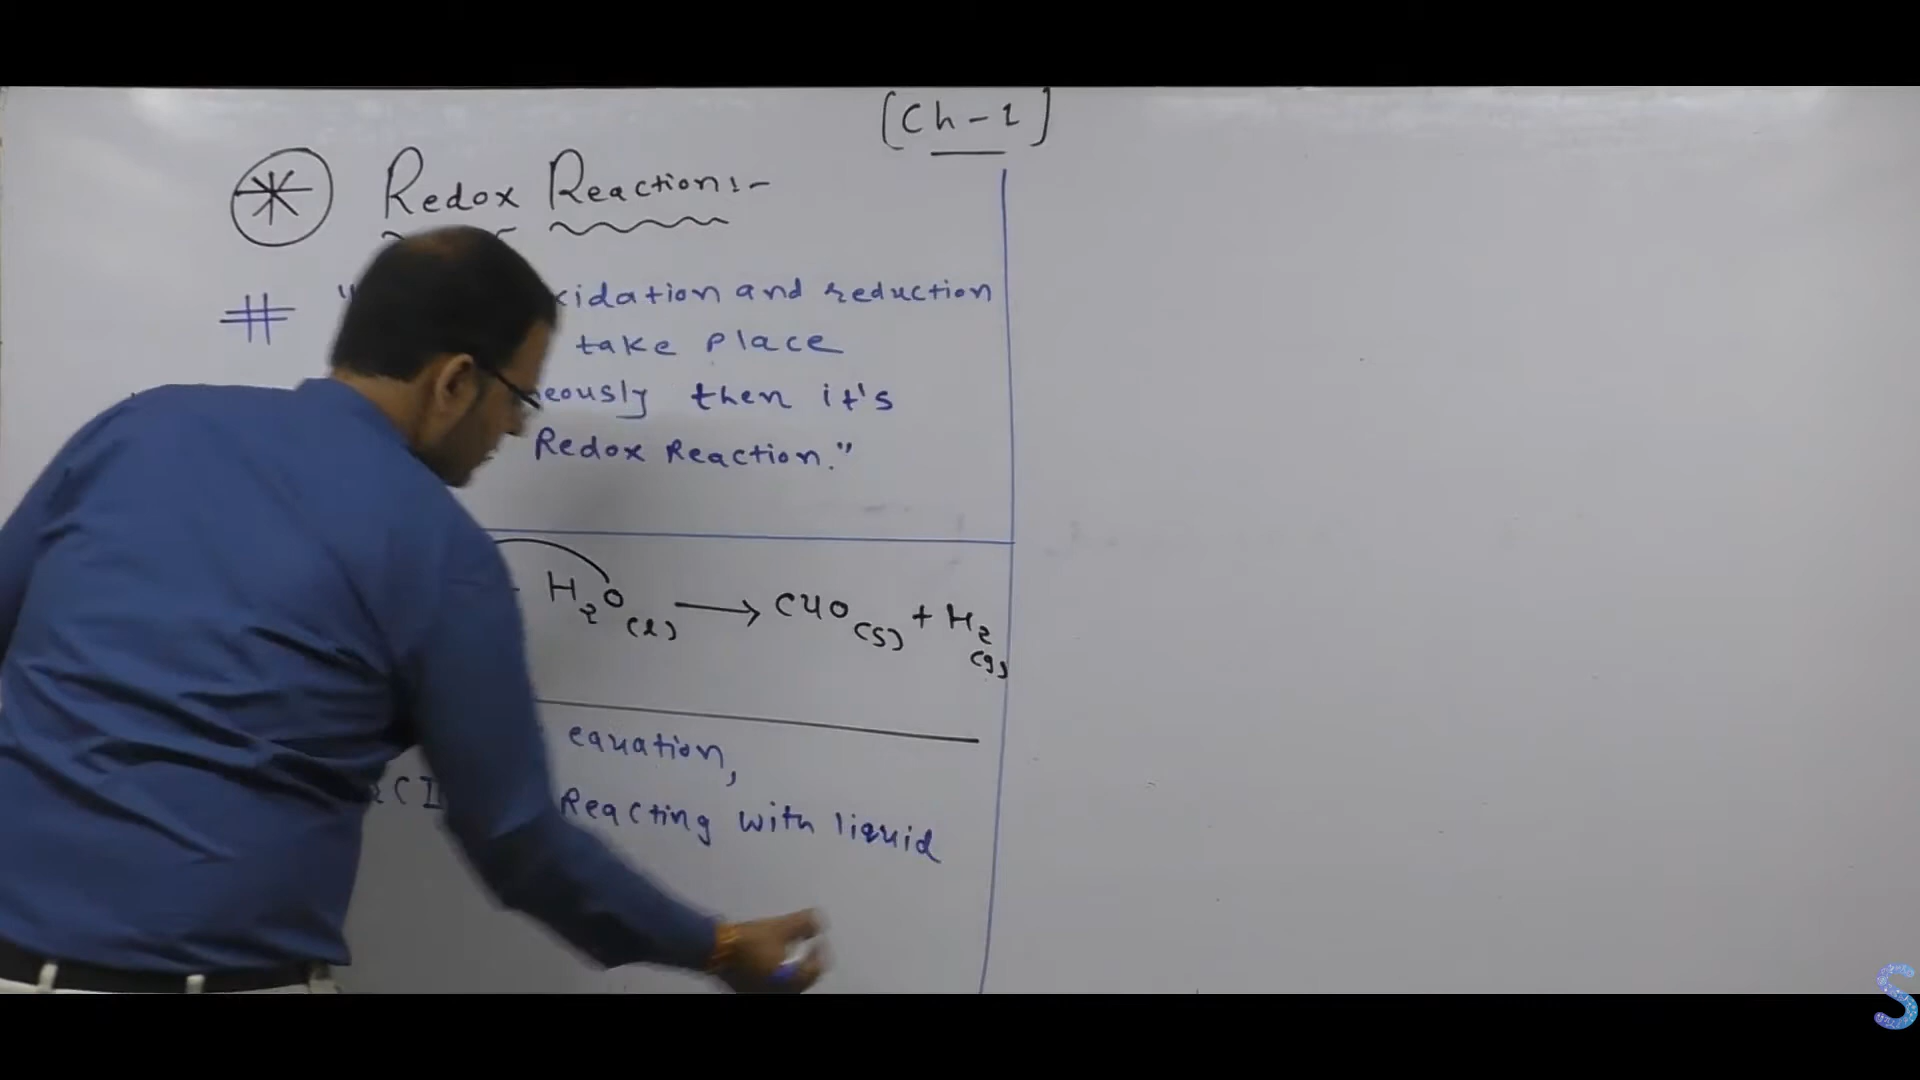 [Ch-1]
Redox Reaction:-
# " xidation and reduction
take place
eously then it's
Redox Reaction."
H₂O(l) → CuO(s) + H₂(g)
equation,
Reacting with liquid
S